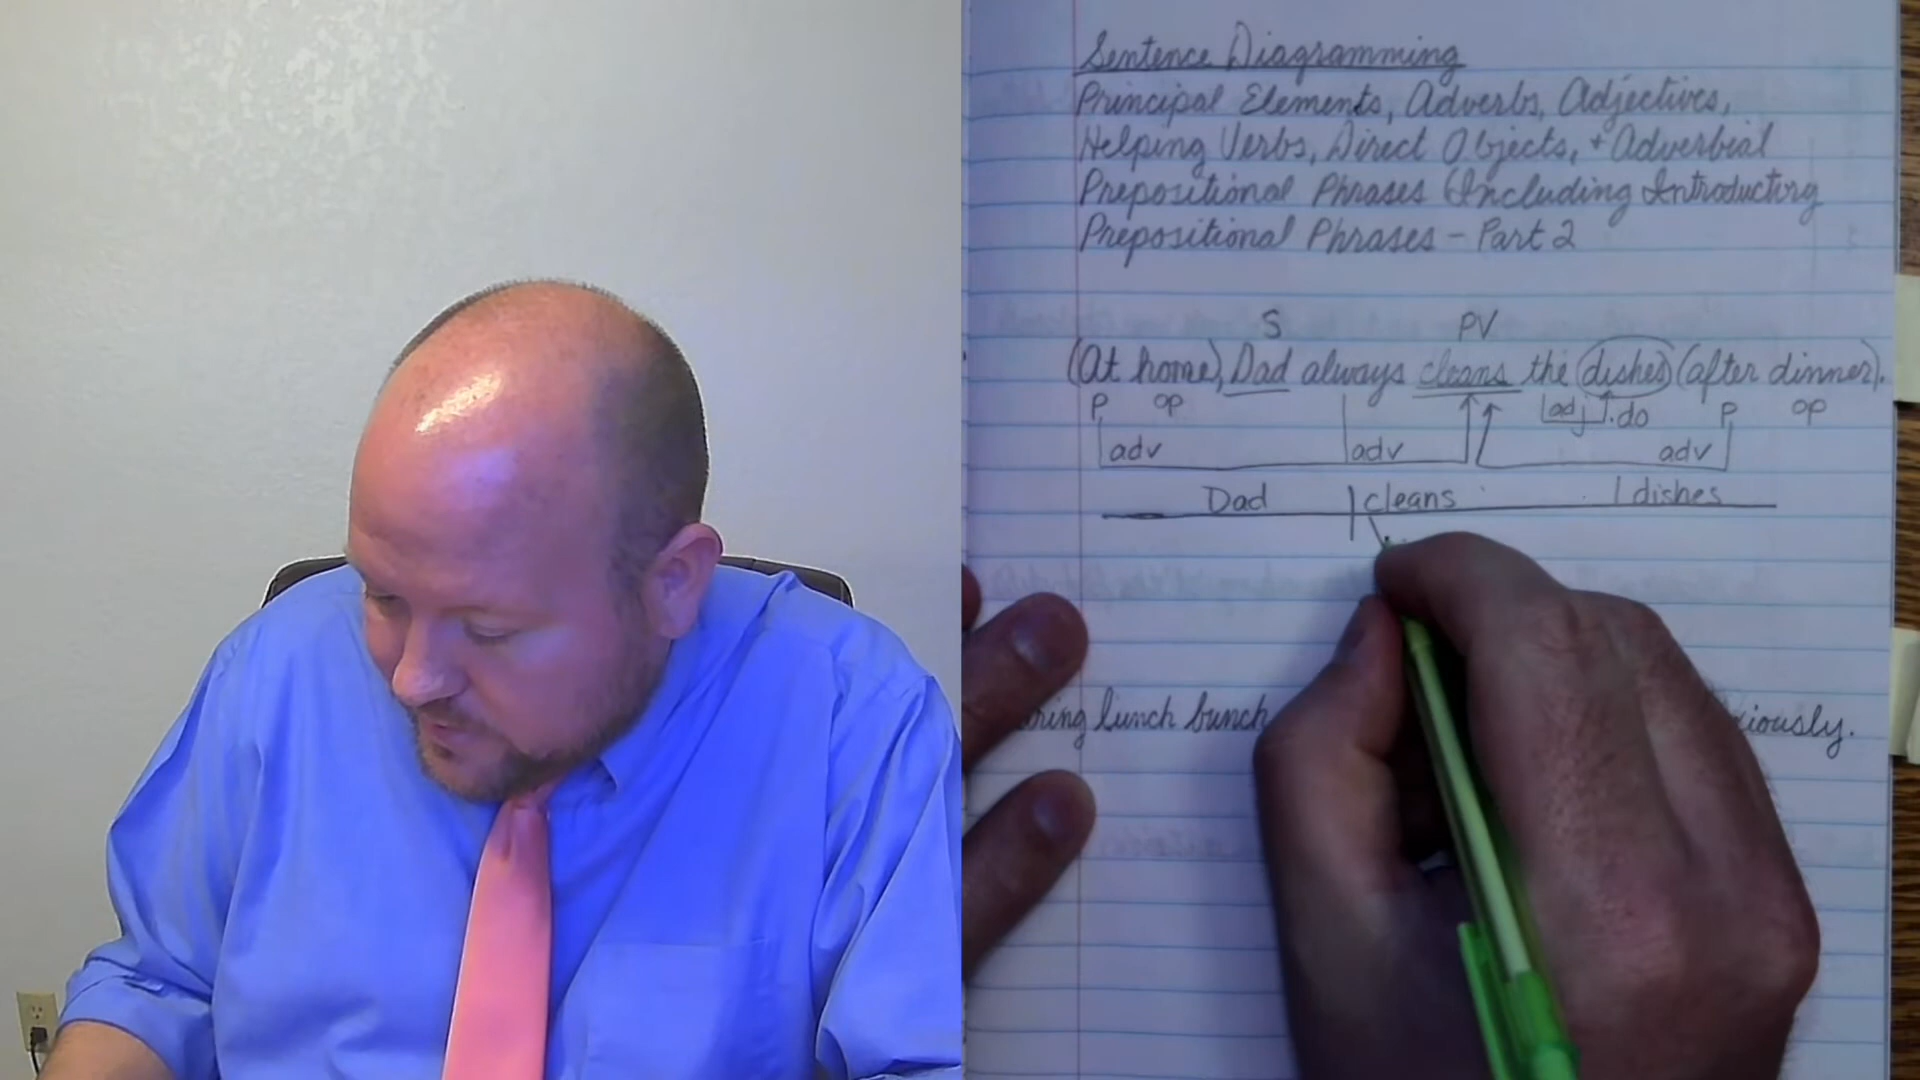 Sentence Diagramming
Principal Elements, Adverbs, Adjectives,
Helping Verbs, Direct Objects, + Adverbial
Prepositional Phrases (Including Introductory
Prepositional Phrases - Part 2
S PV
(At home), Dad always cleans the dishes (after dinner).
P op adj do P op
adv adv adv
Dad cleans dishes
lunch bunch